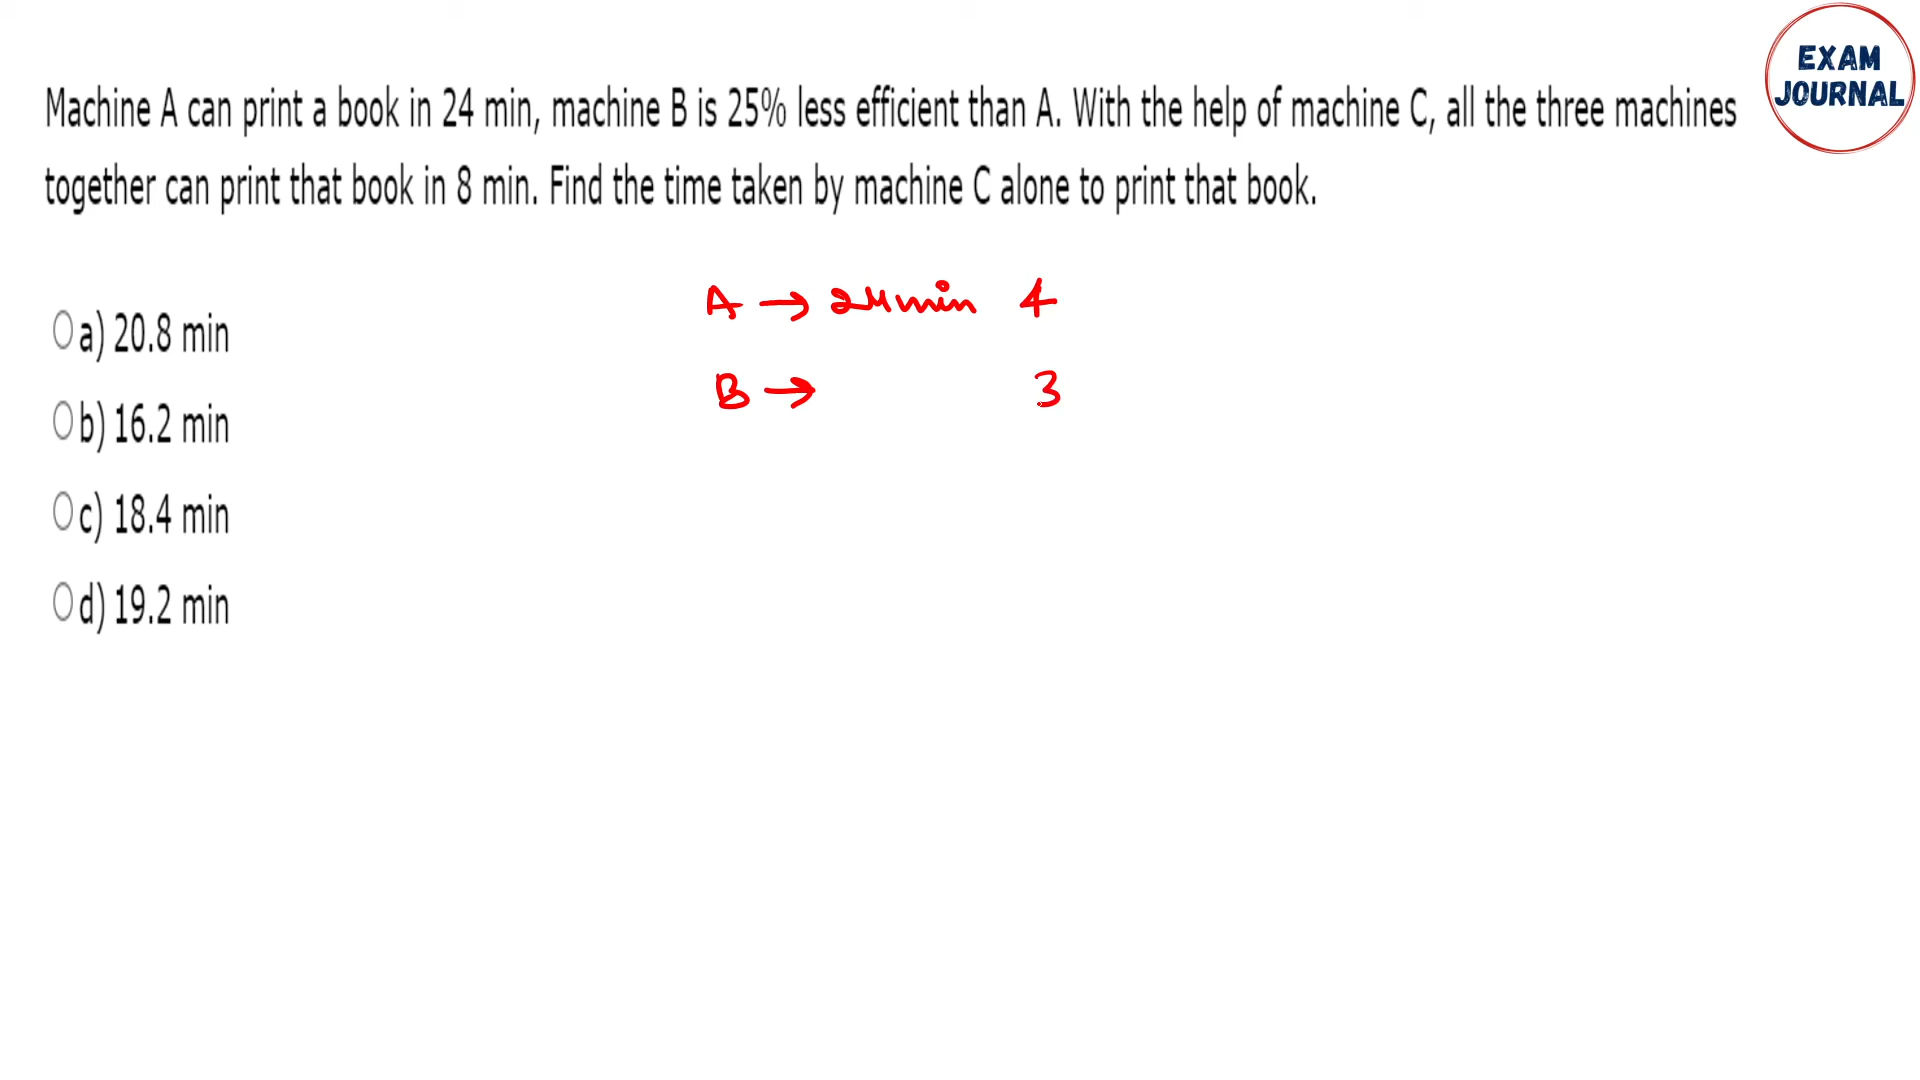 EXAM
JOURNAL
Machine A can print a book in 24 min, machine B is 25% less efficient than A. With the help of machine C, all the three machines
together can print that book in 8 min. Find the time taken by machine C alone to print that book.
A → 24 min 4
B → 3
a) 20.8 min
b) 16.2 min
c) 18.4 min
d) 19.2 min